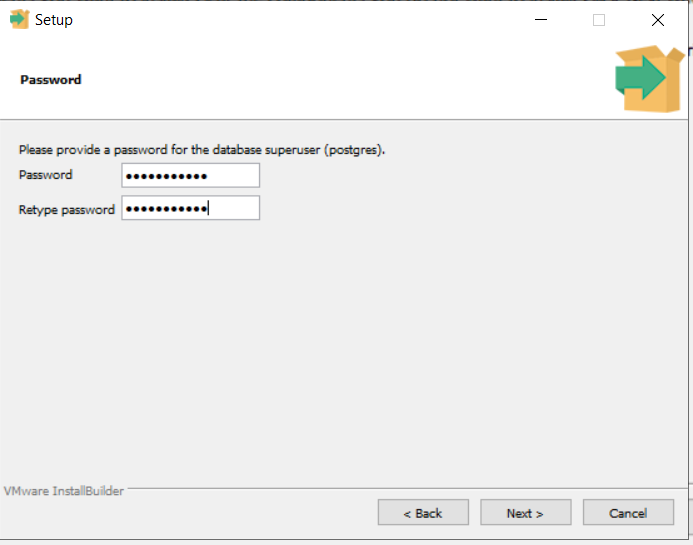 Setup
Password
Please provide a password for the database superuser (postgres).
Password •••••••••••
Retype password •••••••••••
VMware InstallBuilder
< Back Next > Cancel